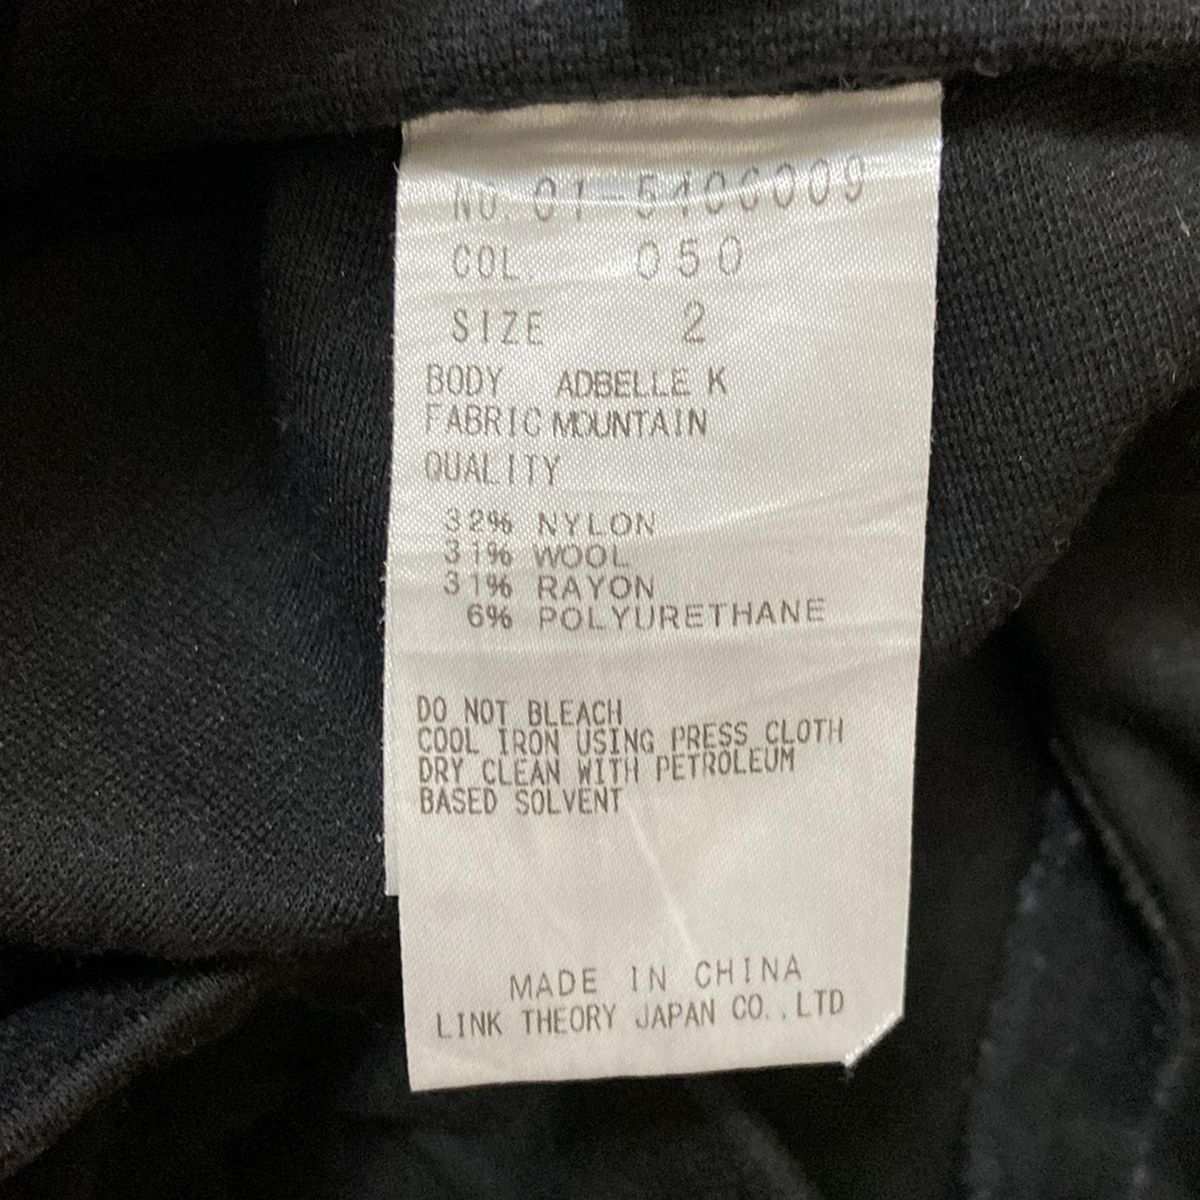 NO. 01-5406009
COL. 050
SIZE 2
BODY ADBELLE K
FABRIC MOUNTAIN
QUALITY
32% NYLON
31% WOOL
31% RAYON
6% POLYURETHANE
DO NOT BLEACH
COOL IRON USING PRESS CLOTH
DRY CLEAN WITH PETROLEUM
BASED SOLVENT
MADE IN CHINA
LINK THEORY JAPAN CO.,LTD